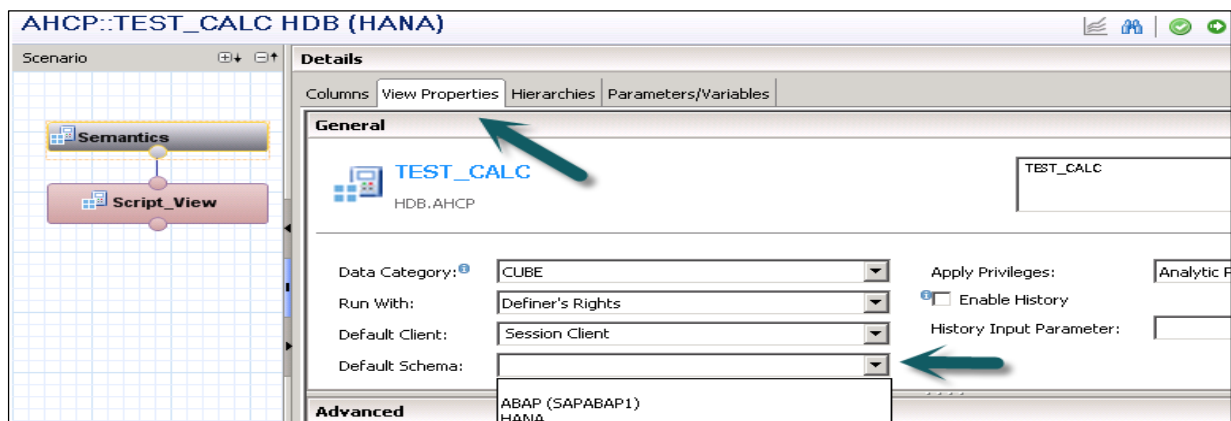 AHCP::TEST_CALC HDB (HANA)
Scenario
Details
Columns View Properties Hierarchies Parameters/Variables
General
Semantics
TEST_CALC
TEST_CALC
HDB.AHCP
Script_View
Data Category: CUBE
Apply Privileges: Analytic
Run With: Definer's Rights
Enable History
Default Client: Session Client
History Input Parameter:
Default Schema:
Advanced
ABAP (SAPABAP1)
HANA